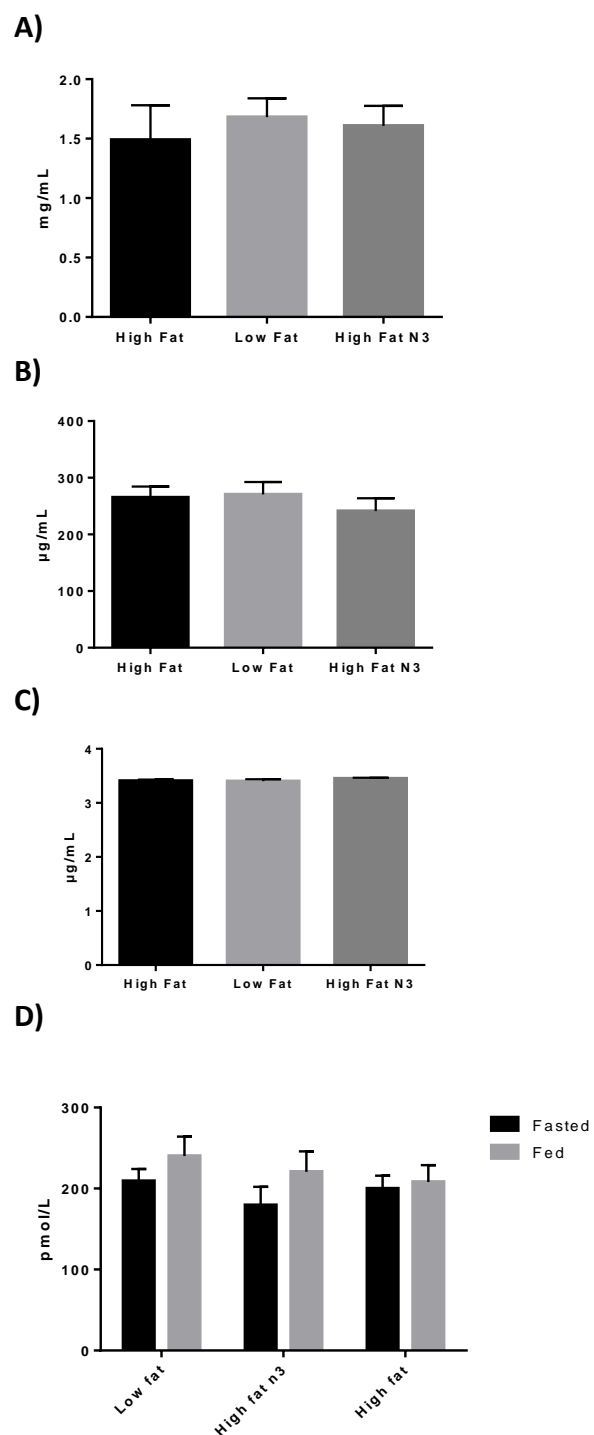 A)
2.0
1.5
1.0
0.5
0.0
mg/mL
High Fat Low Fat High Fat N3
B)
400
300
200
100
0
µg/mL
High Fat Low Fat High Fat N3
C)
4
3
2
1
0
µg/mL
High Fat Low Fat High Fat N3
D)
300
200
100
0
pmol/L
Fasted
Fed
Low fat High fat n3 High fat